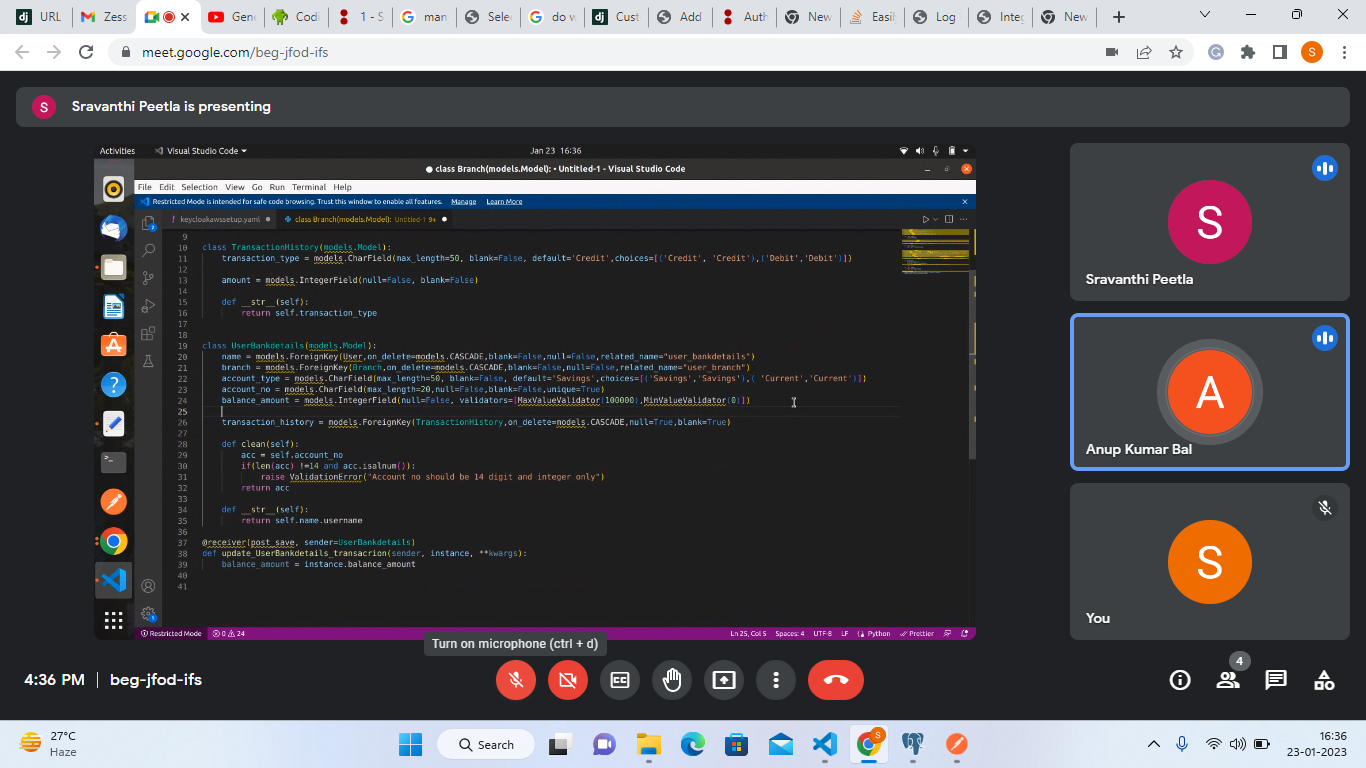 URL
Zess
Gene
Codi
1 - S
man
Selec
do w
Cust
Add
Auth
New
Easil
Log
Integ
New
meet.google.com/beg-jfod-ifs
S
S
Sravanthi Peetla is presenting
Activities
Visual Studio Code
Jan 23 16:36
● class Branch(models.Model): • Untitled-1 - Visual Studio Code
File Edit Selection View Go Run Terminal Help
Restricted Mode is intended for safe code browsing. Trust this window to enable all features. Manage Learn More
! keycloakawssetup.yaml ●
class Branch(models.Model): Untitled-1 9+ ●
9
10 class TransactionHistory(models.Model):
11 transaction_type = models.CharField(max_length=50, blank=False, default='Credit',choices=[('Credit', 'Credit'),('Debit','Debit')])
12
13 amount = models.IntegerField(null=False, blank=False)
14
15 def __str__(self):
16 return self.transaction_type
17
18
19 class UserBankdetails(models.Model):
20 name = models.ForeignKey(User,on_delete=models.CASCADE,blank=False,null=False,related_name="user_bankdetails")
21 branch = models.ForeignKey(Branch,on_delete=models.CASCADE,blank=False,null=False,related_name="user_branch")
22 account_type = models.CharField(max_length=50, blank=False, default='Savings',choices=[('Savings','Savings'),( 'Current','Current')])
23 account_no = models.CharField(max_length=20,null=False,blank=False,unique=True)
24 balance_amount = models.IntegerField(null=False, validators=[MaxValueValidator(100000),MinValueValidator(0)])
25
26 transaction_history = models.ForeignKey(TransactionHistory,on_delete=models.CASCADE,null=True,blank=True)
27
28 def clean(self):
29 acc = self.account_no
30 if(len(acc) !=14 and acc.isalnum()):
31 raise ValidationError("Account no should be 14 digit and integer only")
32 return acc
33
34 def __str__(self):
35 return self.name.username
36
37 @receiver(post_save, sender=UserBankdetails)
38 def update_UserBankdetails_transacrion(sender, instance, **kwargs):
39 balance_amount = instance.balance_amount
40
41
Restricted Mode 0 24
Ln 25, Col 5 Spaces: 4 UTF-8 LF Python Prettier
S
Sravanthi Peetla
A
Anup Kumar Bal
S
You
Turn on microphone (ctrl + d)
4:36 PM | beg-jfod-ifs
4
27°C
Haze
Search
S
16:36
23-01-2023